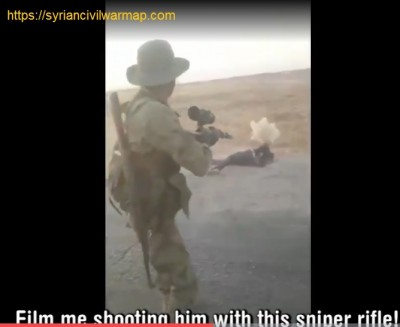 https://syriancivilwarmap.com
Film me shooting him with this sniper rifle!